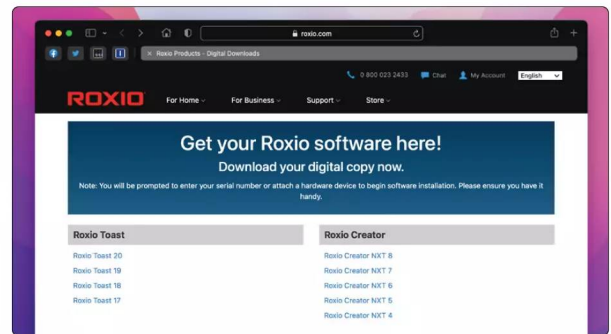 roxio.com
Roxio Products - Digital Downloads
0 800 023 2433 Chat My Account English
ROXIO For Home For Business Support Store
Get your Roxio software here!
Download your digital copy now.
Note: You will be prompted to enter your serial number or attach a hardware device to begin software installation. Please ensure you have it
handy.
Roxio Toast
Roxio Toast 20
Roxio Toast 19
Roxio Toast 18
Roxio Toast 17
Roxio Creator
Roxio Creator NXT 8
Roxio Creator NXT 7
Roxio Creator NXT 6
Roxio Creator NXT 5
Roxio Creator NXT 4